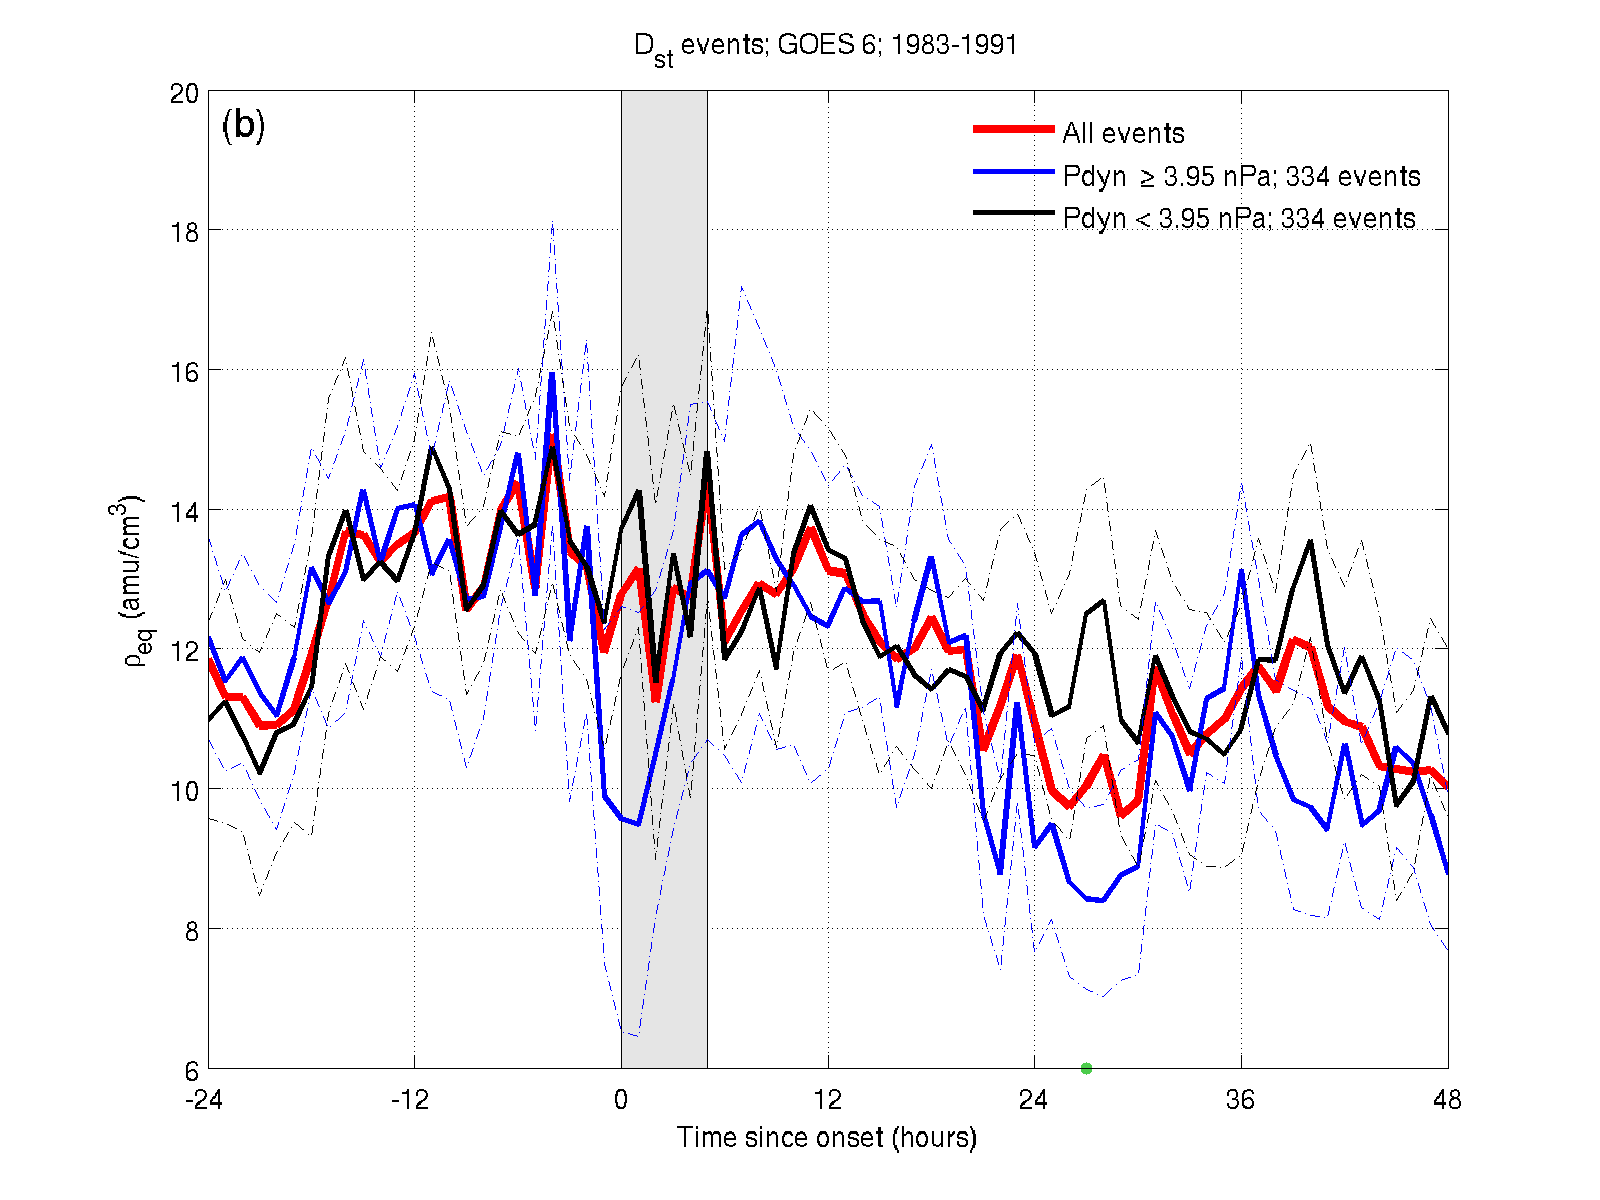 D_st events; GOES 6; 1983-1991
(b)
All events
Pdyn ≥ 3.95 nPa; 334 events
Pdyn < 3.95 nPa; 334 events
20
18
16
14
12
10
8
6
ρ_eq (amu/cm^3)
-24 -12 0 12 24 36 48
Time since onset (hours)